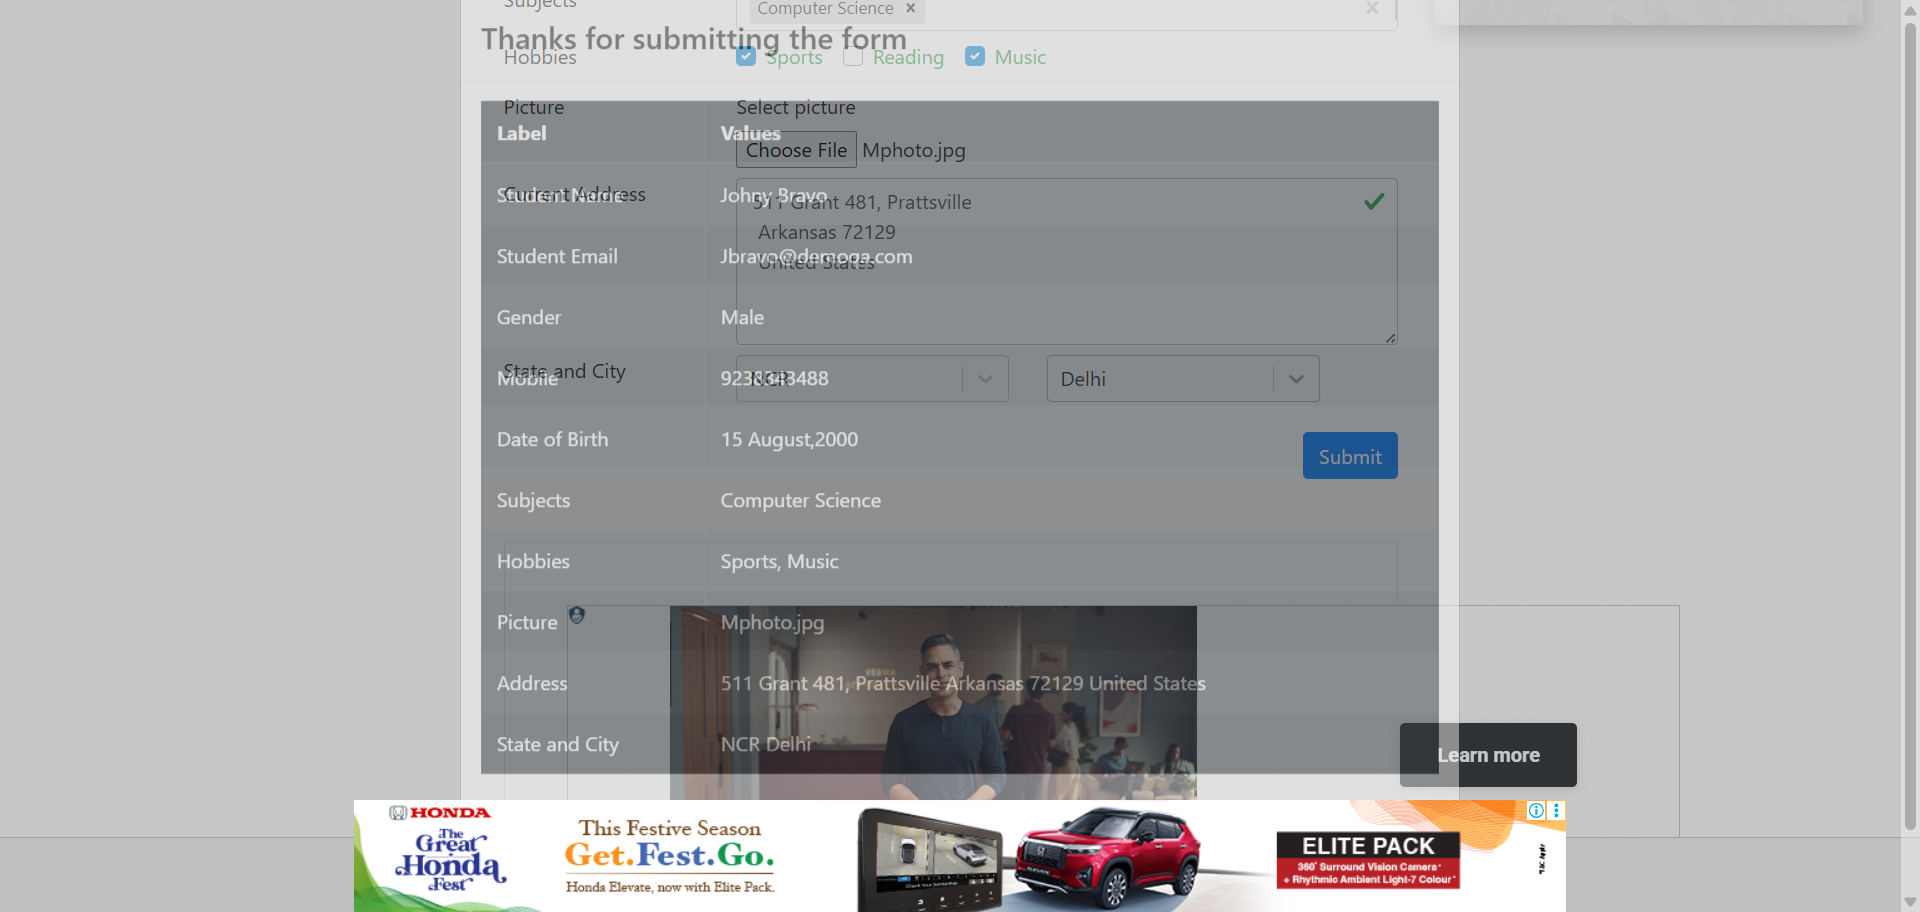 Subjects
Computer Science ×
Thanks for submitting the form
Hobbies
Sports
Reading
Music
Picture
Select picture
Label
Values
Choose File Mphoto.jpg
Current Address
Student Name
Johny Bravo
511 Grant 481, Prattsville
Arkansas 72129
United States
Student Email
Jbravo@demoqa.com
Gender
Male
State and City
Mobile
9238343488
NCR
Delhi
Date of Birth
15 August,2000
Submit
Subjects
Computer Science
Hobbies
Sports, Music
Picture
Mphoto.jpg
Address
511 Grant 481, Prattsville Arkansas 72129 United States
State and City
NCR Delhi
Learn more
HONDA
The
Great
Honda
Fest
This Festive Season
Get.Fest.Go.
Honda Elevate, now with Elite Pack.
ELITE PACK
360° Surround Vision Camera*
+ Rhythmic Ambient Light-7 Colour*